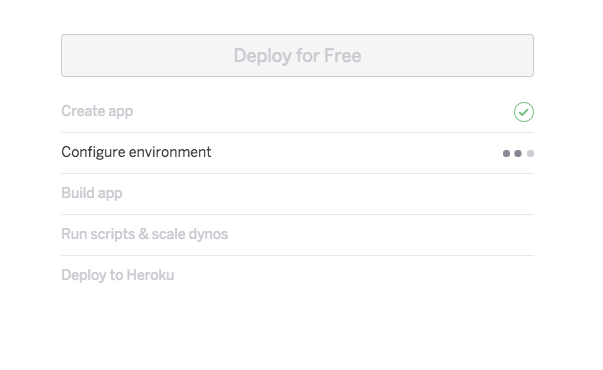 Deploy for Free
Create app
Configure environment
Build app
Run scripts & scale dynos
Deploy to Heroku